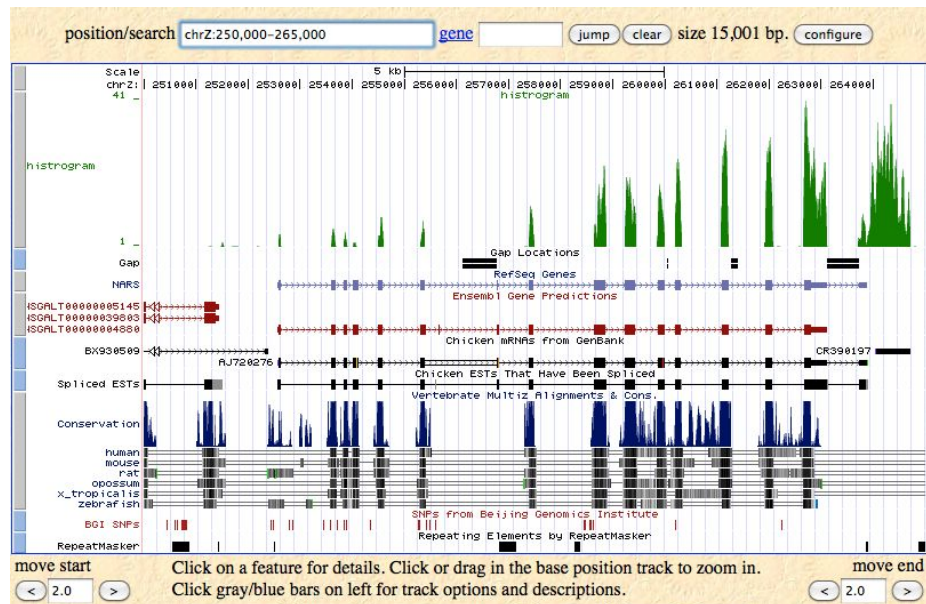 position/search chrZ:250,000-265,000 gene jump clear size 15,001 bp. configure
Scale 5 kb
chrZ: 251000 252000 253000 254000 255000 256000 257000 258000 259000 260000 261000 262000 263000 264000
41 _ histrogram
histrogram
1 _
Gap Locations
Gap
RefSeq Genes
NARS
Ensembl Gene Predictions
NSGALT00000005145
NSGALT00000039803
NSGALT00000004880
Chicken mRNAs from GenBank
BX930509 CR390197
AJ720276
Chicken ESTs That Have Been Spliced
Spliced ESTs
Vertebrate Multiz Alignments & Cons.
Conservation
human
mouse
rat
opossum
x_tropicalis
zebrafish
SNPs from Beijing Genomics Institute
BGI SNPs
Repeating Elements by RepeatMasker
RepeatMasker
move start Click on a feature for details. Click or drag in the base position track to zoom in. move end
< 2.0 > Click gray/blue bars on left for track options and descriptions. < 2.0 >